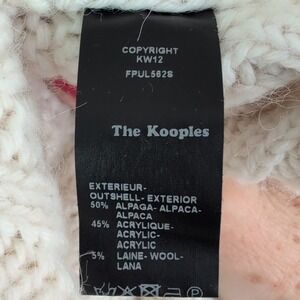 COPYRIGHT
KW12
FPUL562S
The Kooples
EXTERIEUR-
OUTSHELL- EXTERIOR
50% ALPAGA- ALPACA-
ALPACA
45% ACRYLIQUE-
ACRYLIC-
ACRYLIC
5% LAINE- WOOL-
LANA